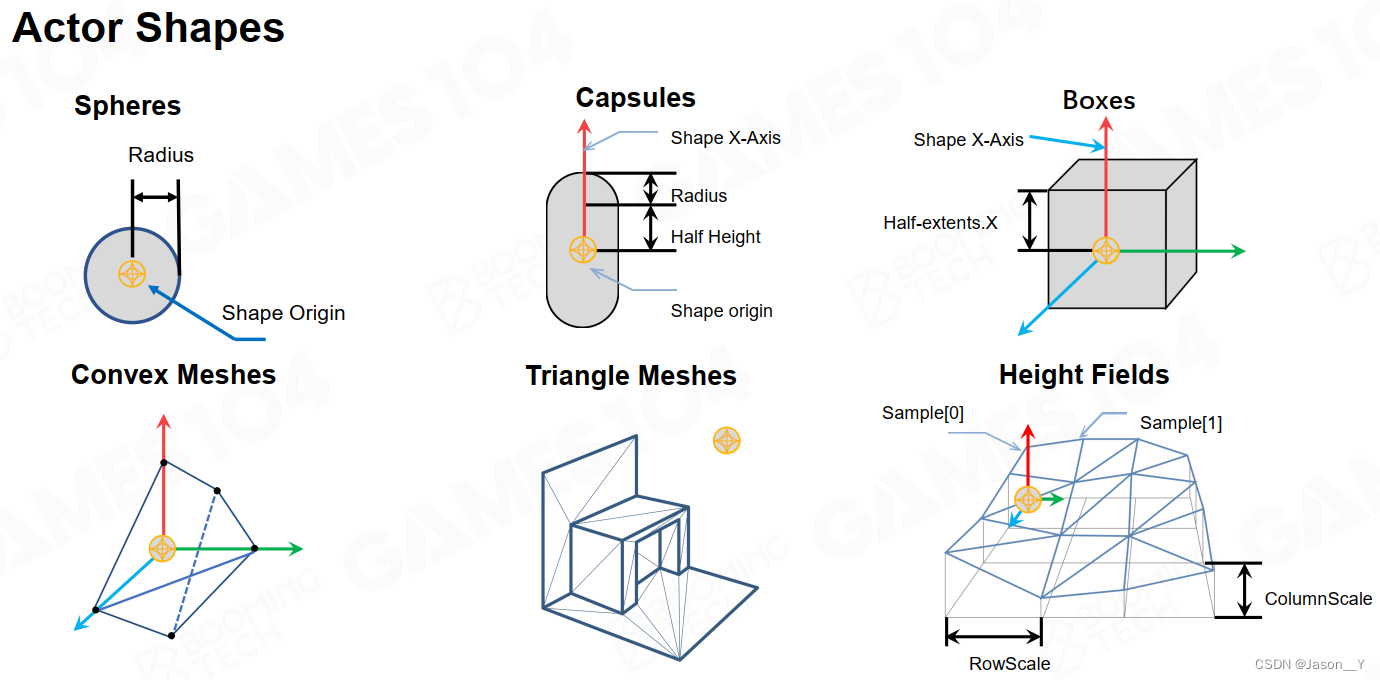 Actor Shapes
Spheres
Radius
Shape Origin
Capsules
Shape X-Axis
Radius
Half Height
Shape origin
Boxes
Shape X-Axis
Half-extents.X
Convex Meshes
Triangle Meshes
Height Fields
Sample[0]
Sample[1]
ColumnScale
RowScale
GAMES104
BOOMING
TECH
CSDN @Jason__Y